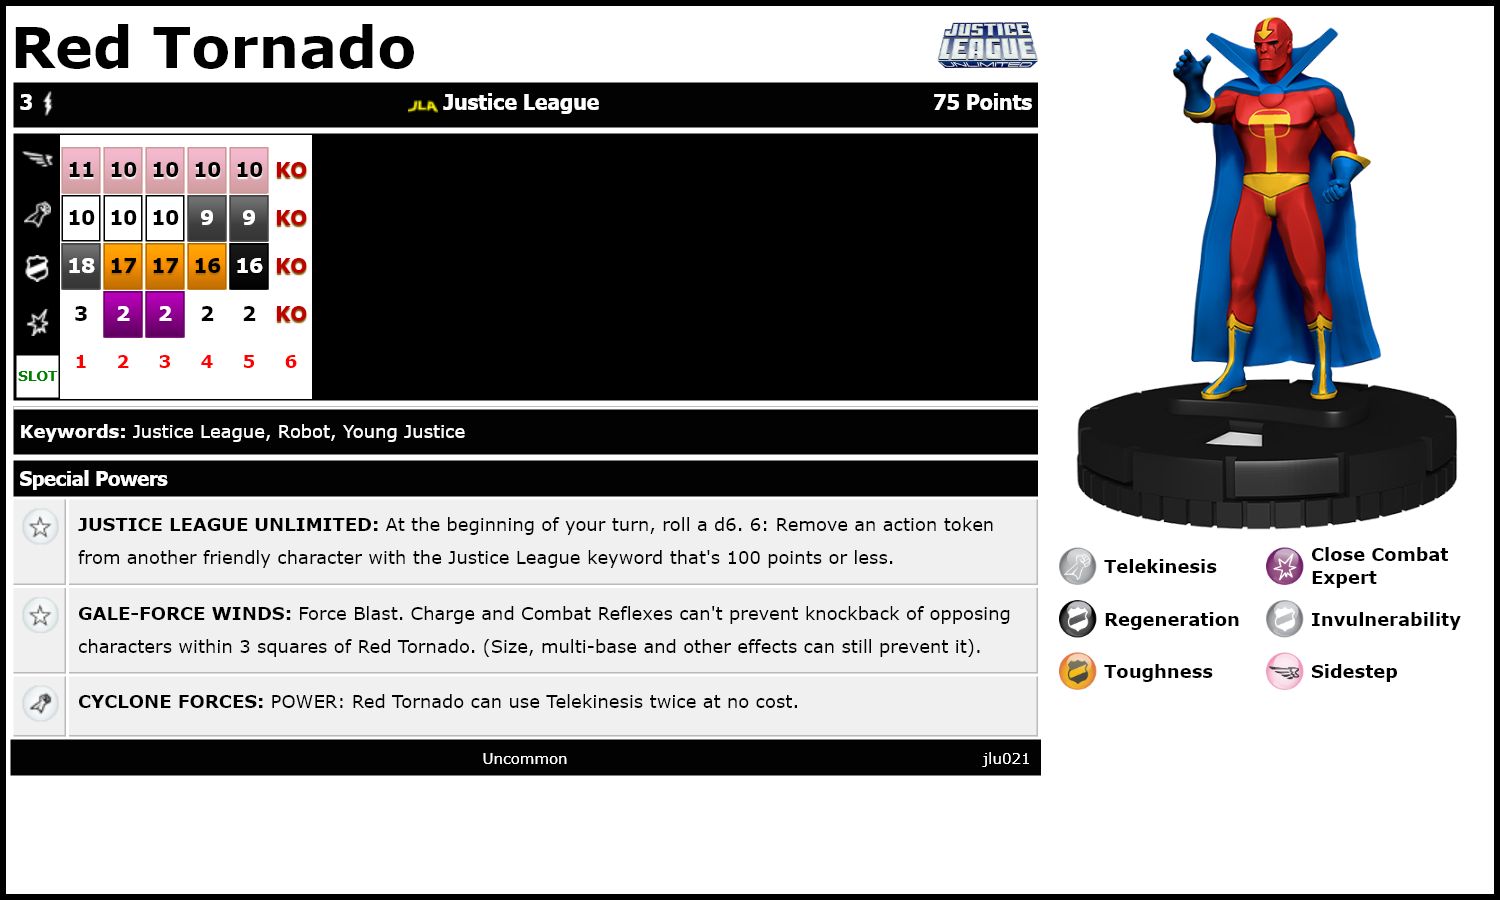 Red Tornado
JUSTICE
LEAGUE
UNLIMITED
3 JLA Justice League 75 Points
11 10 10 10 10 KO
10 10 10 9 9 KO
18 17 17 16 16 KO
3 2 2 2 2 KO
1 2 3 4 5 6
SLOT
Keywords: Justice League, Robot, Young Justice
Special Powers
JUSTICE LEAGUE UNLIMITED: At the beginning of your turn, roll a d6. 6: Remove an action token
from another friendly character with the Justice League keyword that's 100 points or less.
GALE-FORCE WINDS: Force Blast. Charge and Combat Reflexes can't prevent knockback of opposing
characters within 3 squares of Red Tornado. (Size, multi-base and other effects can still prevent it).
CYCLONE FORCES: POWER: Red Tornado can use Telekinesis twice at no cost.
Uncommon jlu021
T
Telekinesis
Close Combat
Expert
Regeneration
Invulnerability
Toughness
Sidestep